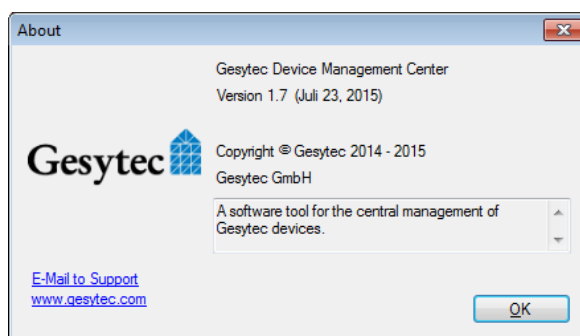 About
Gesytec Device Management Center
Version 1.7 (Juli 23, 2015)
Gesytec
Copyright © Gesytec 2014 - 2015
Gesytec GmbH
A software tool for the central management of
Gesytec devices.
E-Mail to Support
www.gesytec.com
OK